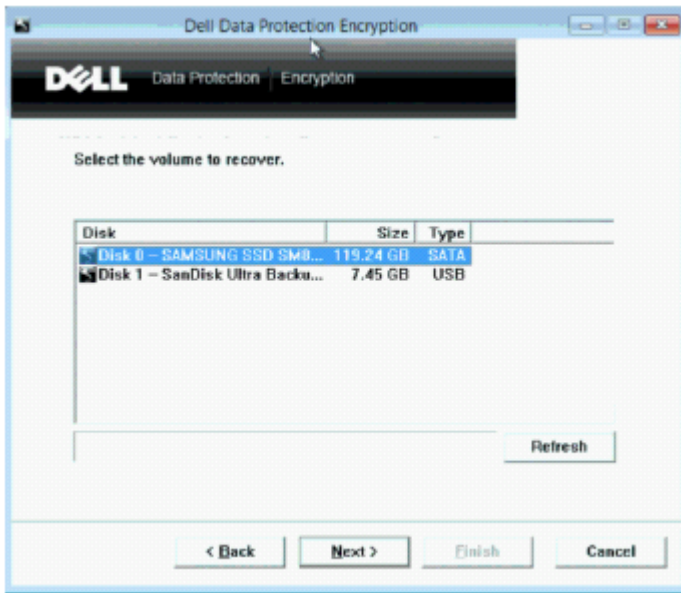 Dell Data Protection Encryption
DELL Data Protection | Encryption
Select the volume to recover.
Disk Size Type
Disk 0 – SAMSUNG SSD SM8... 119.24 GB SATA
Disk 1 – SanDisk Ultra Backu... 7.45 GB USB
Refresh
< Back Next > Finish Cancel